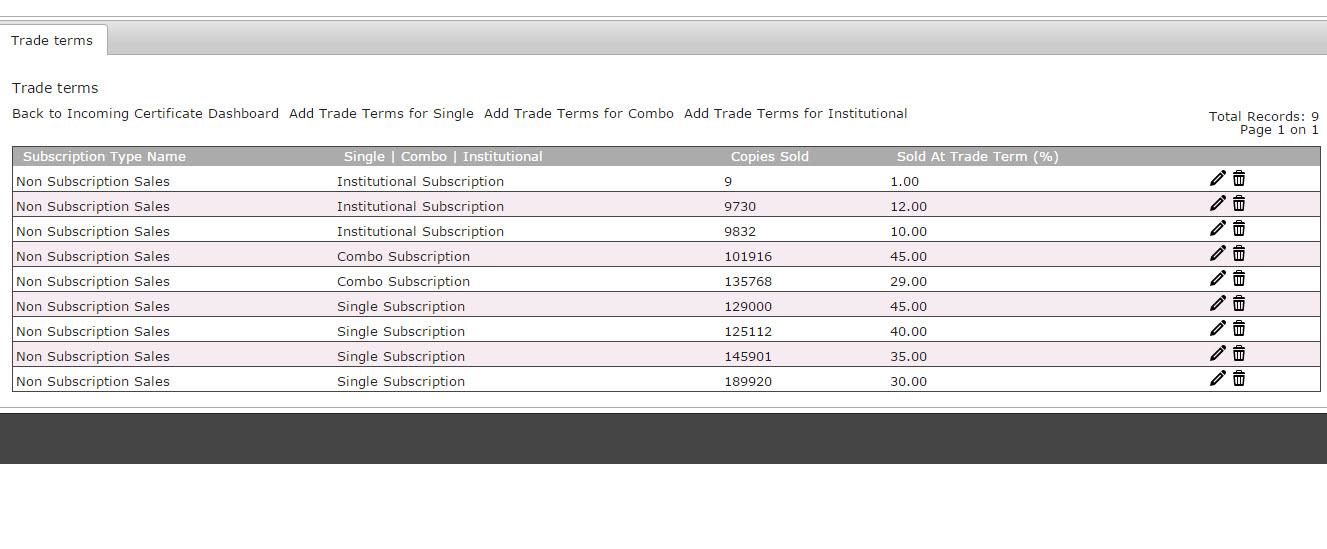 Trade terms
Trade terms
Back to Incoming Certificate Dashboard Add Trade Terms for Single Add Trade Terms for Combo Add Trade Terms for Institutional
Total Records: 9
Page 1 on 1
Subscription Type Name Single | Combo | Institutional Copies Sold Sold At Trade Term (%)
Non Subscription Sales Institutional Subscription 9 1.00
Non Subscription Sales Institutional Subscription 9730 12.00
Non Subscription Sales Institutional Subscription 9832 10.00
Non Subscription Sales Combo Subscription 101916 45.00
Non Subscription Sales Combo Subscription 135768 29.00
Non Subscription Sales Single Subscription 129000 45.00
Non Subscription Sales Single Subscription 125112 40.00
Non Subscription Sales Single Subscription 145901 35.00
Non Subscription Sales Single Subscription 189920 30.00